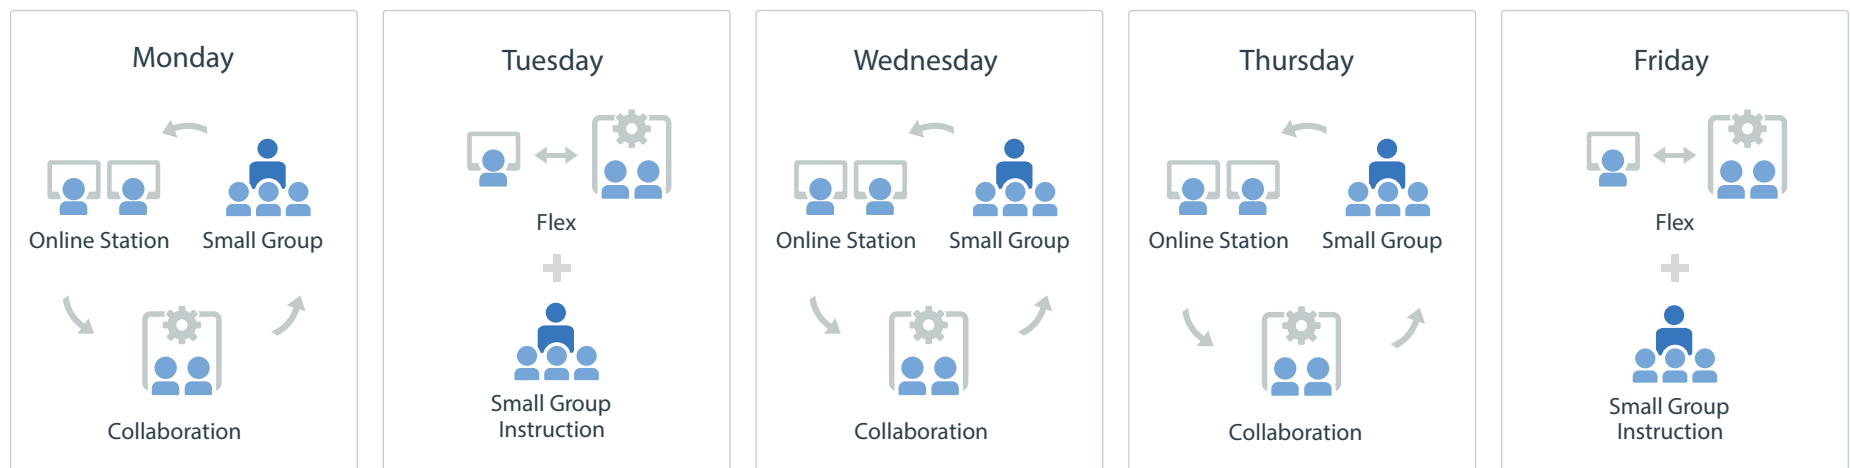 Monday
Online Station
Small Group
Collaboration
Tuesday
Flex
Small Group
Instruction
Wednesday
Online Station
Small Group
Collaboration
Thursday
Online Station
Small Group
Collaboration
Friday
Flex
Small Group
Instruction